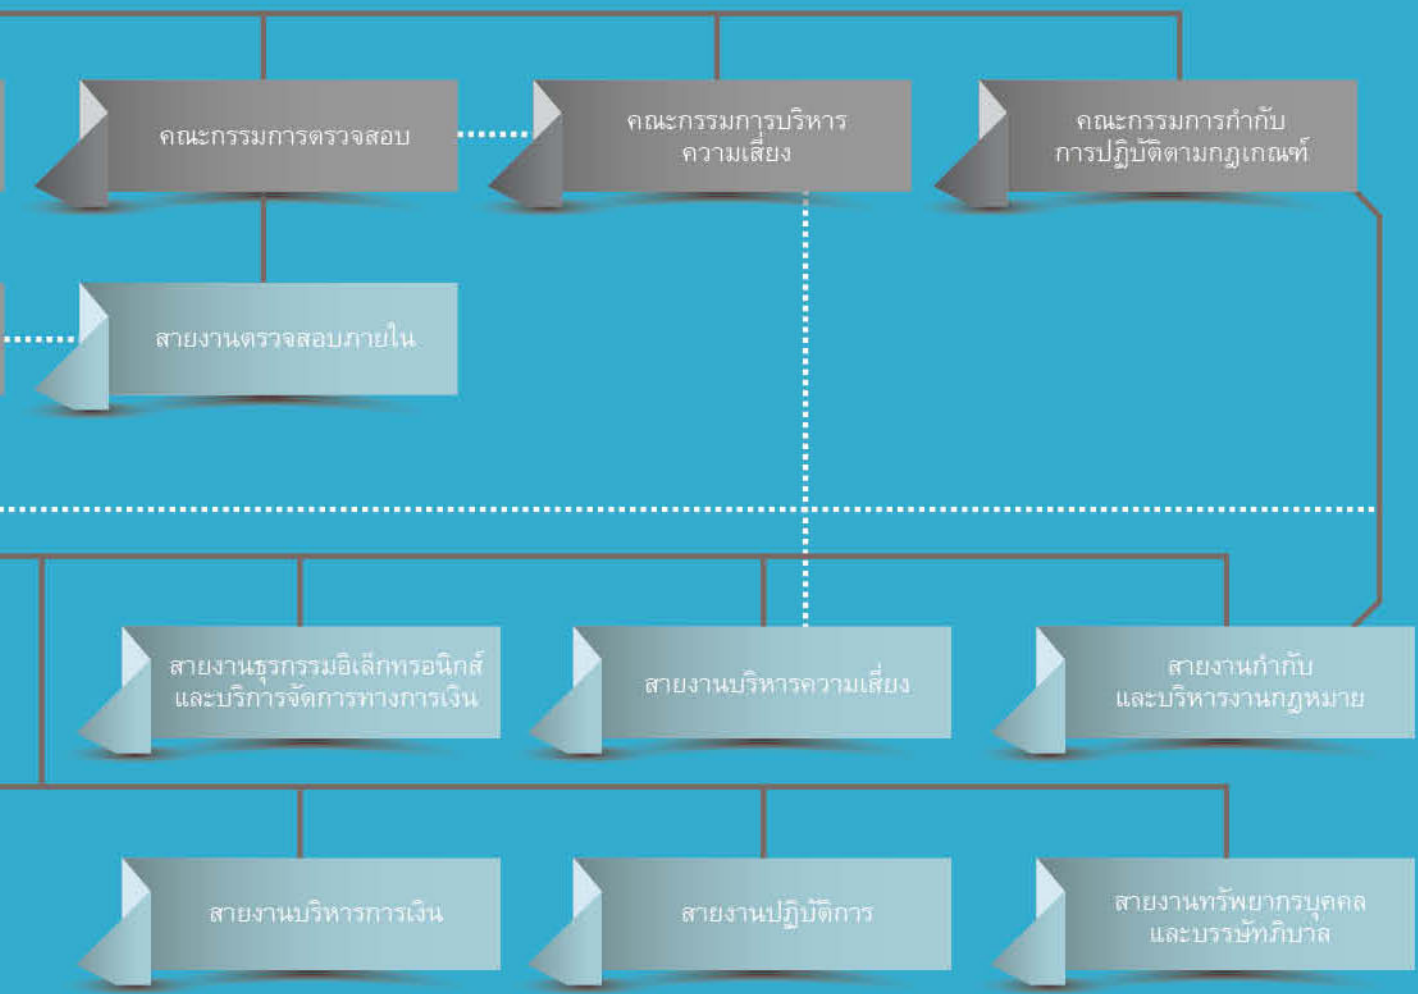 คณะกรรมการตรวจสอบ
คณะกรรมการบริหาร
ความเสี่ยง
คณะกรรมการกำกับ
การปฏิบัติตามกฎเกณฑ์
สายงานตรวจสอบภายใน
สายงานธุรกรรมอิเล็กทรอนิกส์
และบริการจัดการทางการเงิน
สายงานบริหารความเสี่ยง
สายงานกำกับ
และบริหารงานกฎหมาย
สายงานบริหารการเงิน
สายงานปฏิบัติการ
สายงานทรัพยากรบุคคล
และบรรษัทภิบาล